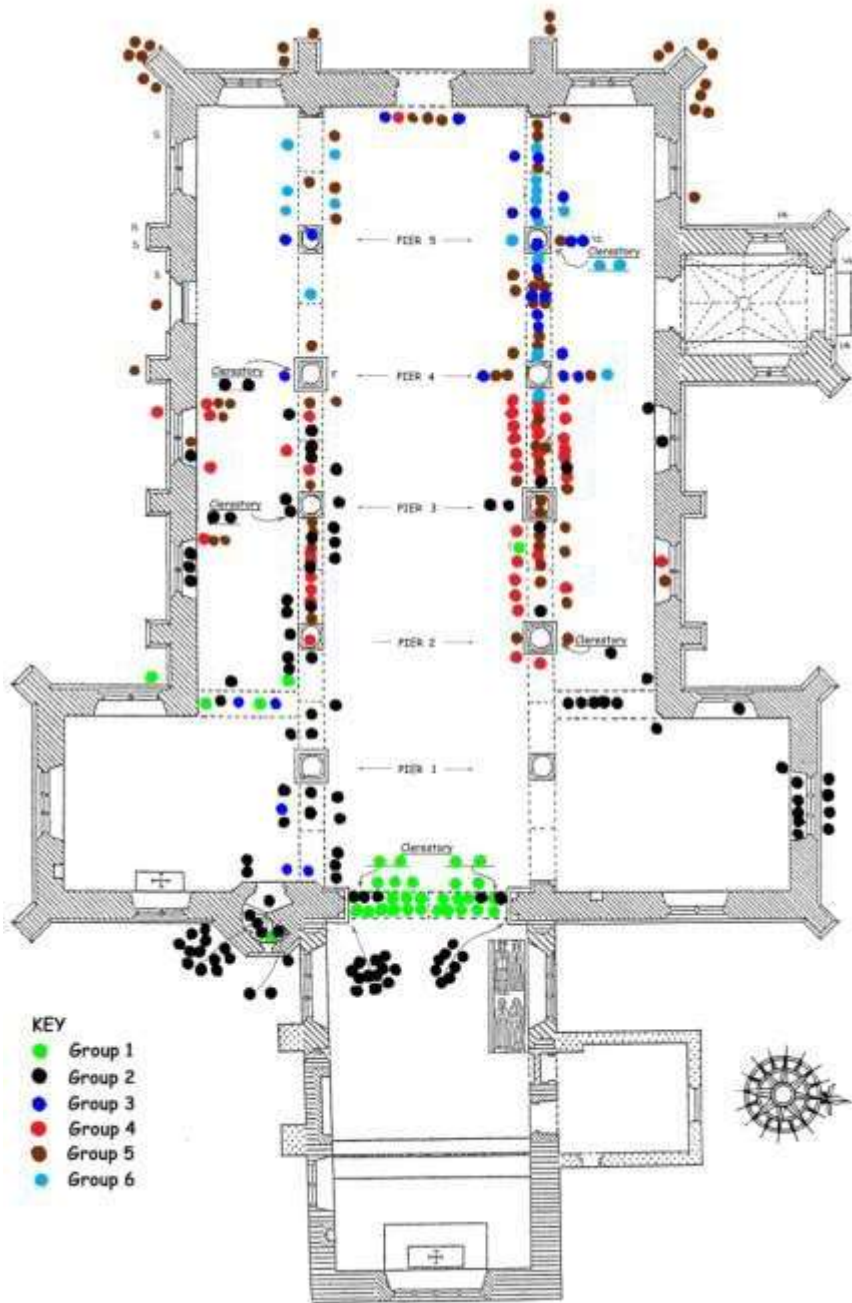 PIER 5
Clerestory
Clerestory
PIER 4
Clerestory
PIER 3
PIER 2
Clerestory
PIER 1
Clerestory
KEY
Group 1
Group 2
Group 3
Group 4
Group 5
Group 6